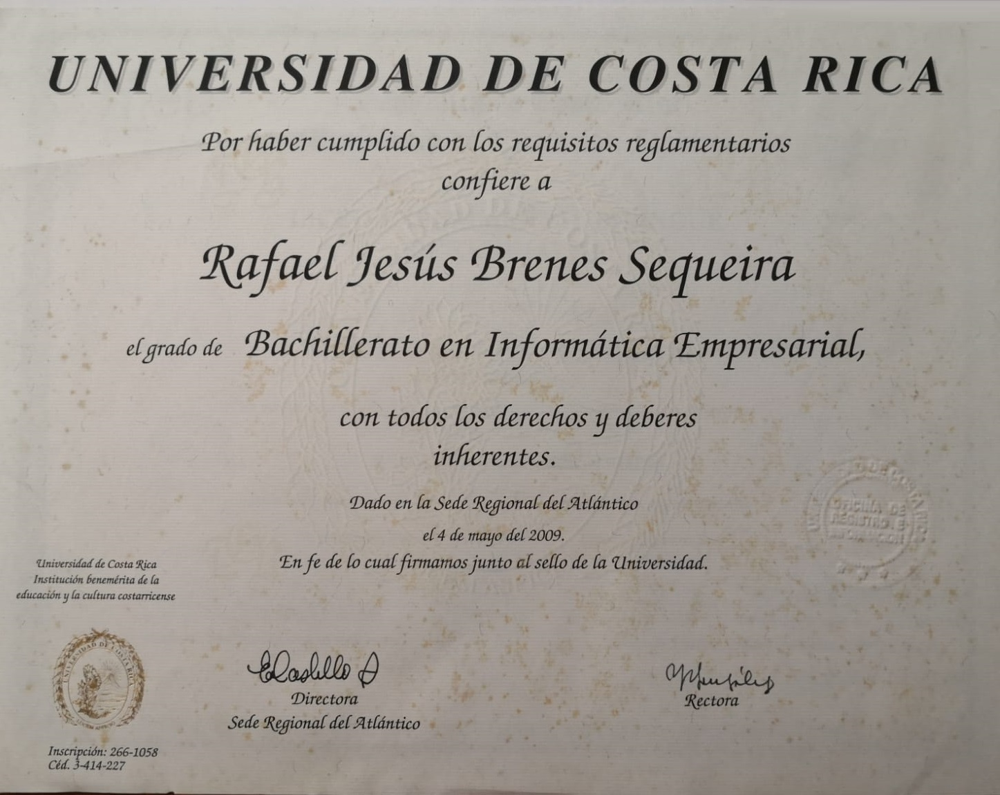 UNIVERSIDAD DE COSTA RICA
Por haber cumplido con los requisitos reglamentarios
confiere a
Rafael Jesús Brenes Sequeira
el grado de Bachillerato en Informática Empresarial,
con todos los derechos y deberes
inherentes.
Dado en la Sede Regional del Atlántico
el 4 de mayo del 2009.
En fe de lo cual firmamos junto al sello de la Universidad.
Universidad de Costa Rica
Institución benemérita de la
educación y la cultura costarricense
OFICINA DE
REGISTRO E
UNIVERSIDAD DE COSTA RICA
Directora
Sede Regional del Atlántico
Rectora
Inscripción: 266-1058
Céd. 3-414-227